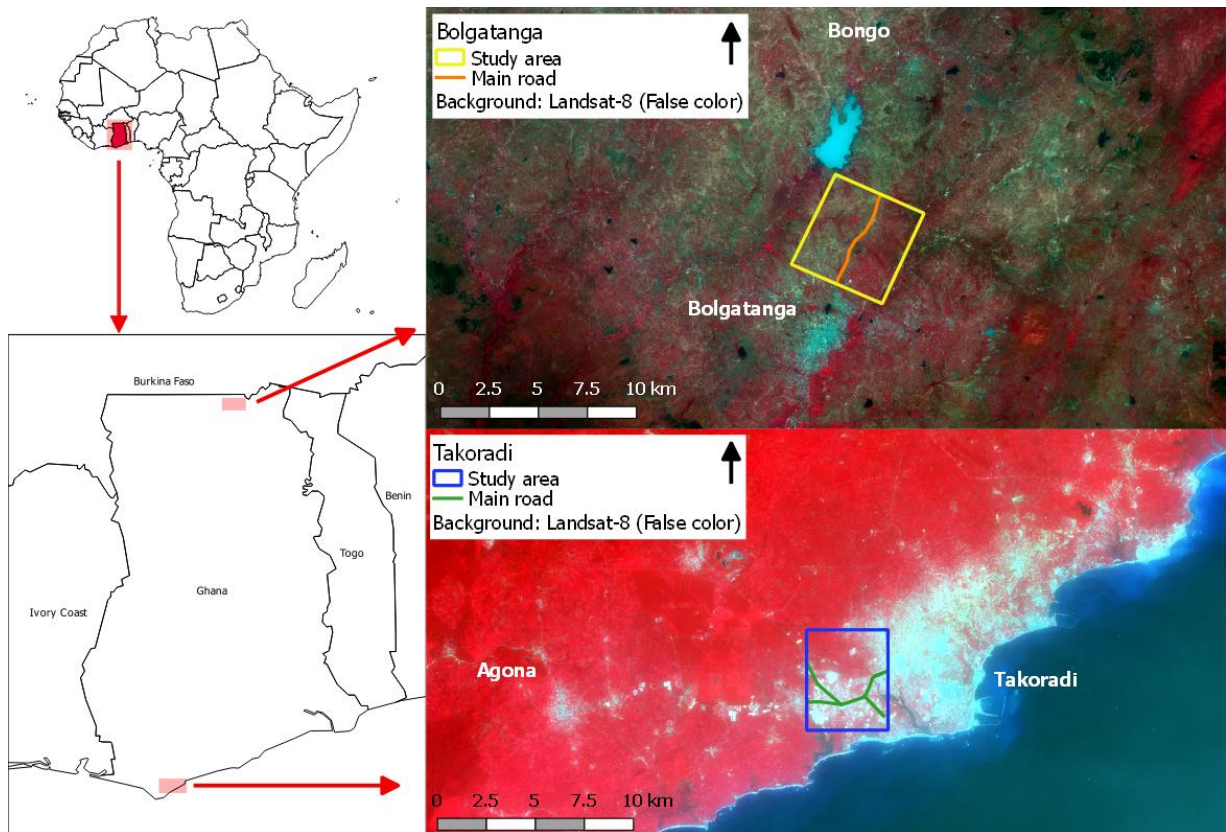 Bolgatanga
Study area
Main road
Background: Landsat-8 (False color)
Bongo
Bolgatanga
0 2.5 5 7.5 10 km
Burkina Faso
Benin
Togo
Ghana
Ivory Coast
Takoradi
Study area
Main road
Background: Landsat-8 (False color)
Agona
Takoradi
0 2.5 5 7.5 10 km